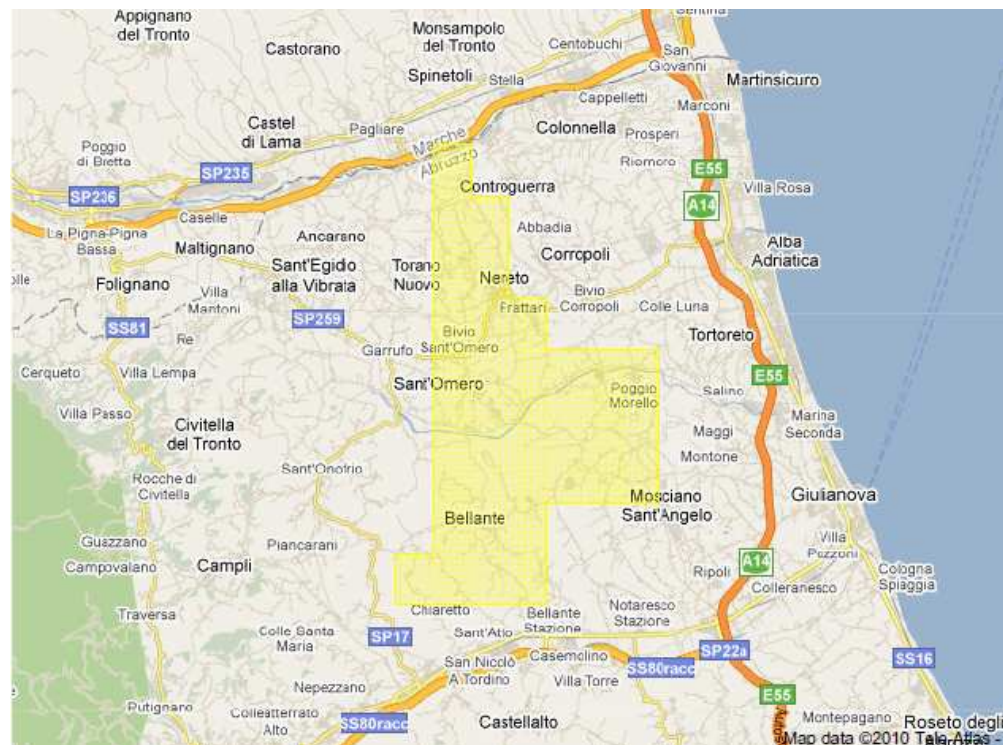 Appignano
del Tronto
Monsampolo
del Tronto
Sentina
Castorano
Centobuchi
San
Giovanni
Spinetoli
Stella
Martinsicuro
Cappelletti
Marconi
Castel
di Lama
Pagliare
Colonnella
Prosperi
Poggio
di Bretta
Marche
Abruzzo
Riomoro
SP235
E55
SP236
Controguerra
Villa Rosa
A14
Caselle
La Pigna-Pigna
Bassa
Ancarano
Abbadia
Maltignano
Alba
Adriatica
Corropoli
Folignano
Sant'Egidio
alla Vibrata
Torano
Nuovo
Nereto
Villa
Mantoni
Bivio
Corropoli
Frattari
Colle Luna
SP259
SS81
Bivio
Sant'Omero
Tortoreto
Re
Garrufo
Cerqueto
Villa Lempa
Sant'Omero
Poggio
Morello
Salino
E55
Villa Passo
Civitella
del Tronto
Marina
Seconda
Maggi
Montone
Sant'Onofrio
Rocche di
Civitella
Mosciano
Sant'Angelo
Giulianova
Bellante
Guazzano
Campovalano
Piancarani
Villa
Pozzoni
Campli
A14
Ripoli
Colleranesco
Cologna
Spiaggia
Traversa
Chiaretto
Bellante
Stazione
Notaresco
Stazione
Colle Santa
Maria
SP17
Sant'Atto
SP22a
San Nicolò
A Tordino
Casemolino
SS80racc
SS16
Nepezzano
Villa Torre
E55
Putignano
Colleatterrato
Alto
SS80racc
Castellalto
Montepagano
Roseto degli
Map data ©2010 Tele Atlas -